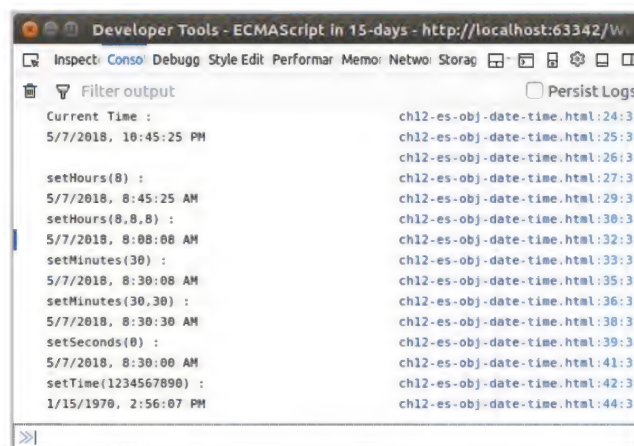 Developer Tools - ECMAScript in 15-days - http://localhost:63342/W
Inspect Conso Debugg Style Edit Performar Memo Netwo Storag
Filter output Persist Logs
Current Time : ch12-es-obj-date-time.html:24:3
5/7/2018, 10:45:25 PM ch12-es-obj-date-time.html:25:3
ch12-es-obj-date-time.html:26:3
setHours(8) : ch12-es-obj-date-time.html:27:3
5/7/2018, 8:45:25 AM ch12-es-obj-date-time.html:29:3
setHours(8,8,8) : ch12-es-obj-date-time.html:30:3
5/7/2018, 8:08:08 AM ch12-es-obj-date-time.html:32:3
setMinutes(30) : ch12-es-obj-date-time.html:33:3
5/7/2018, 8:30:08 AM ch12-es-obj-date-time.html:35:3
setMinutes(30,30) : ch12-es-obj-date-time.html:36:3
5/7/2018, 8:30:30 AM ch12-es-obj-date-time.html:38:3
setSeconds(0) : ch12-es-obj-date-time.html:39:3
5/7/2018, 8:30:00 AM ch12-es-obj-date-time.html:41:3
setTime(1234567890) : ch12-es-obj-date-time.html:42:3
1/15/1970, 2:56:07 PM ch12-es-obj-date-time.html:44:3